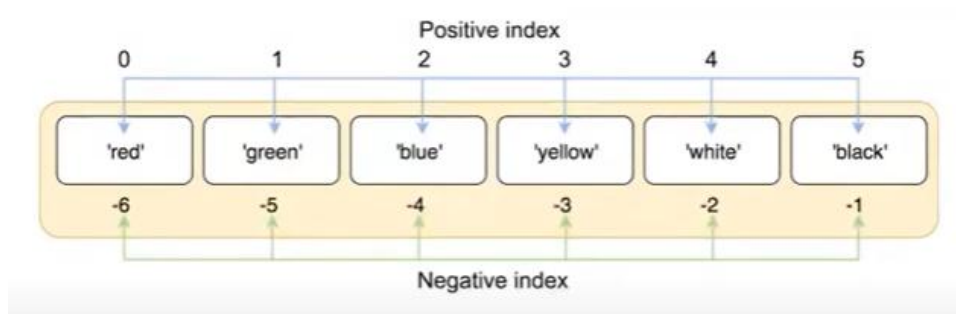 Positive index
0 1 2 3 4 5
'red' 'green' 'blue' 'yellow' 'white' 'black'
-6 -5 -4 -3 -2 -1
Negative index